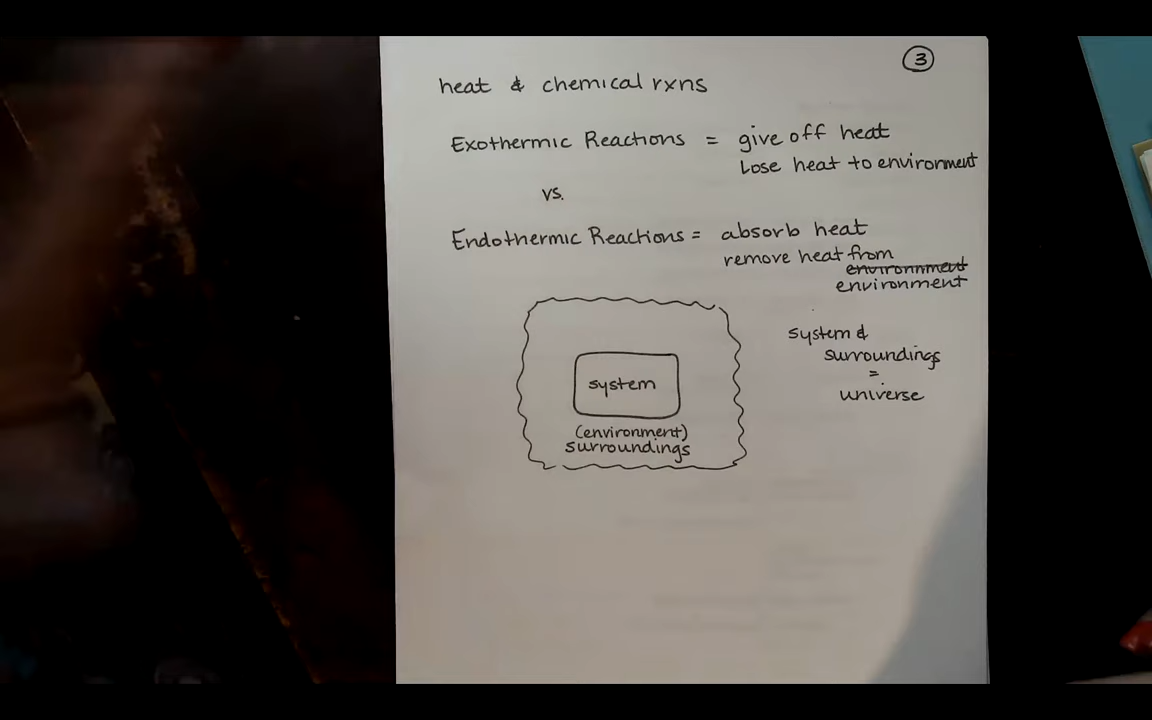 3
heat & chemical rxns
Exothermic Reactions = give off heat
Lose heat to environment
vs.
Endothermic Reactions = absorb heat
remove heat from
environnment
environment
system &
surroundings
=
universe
system
(environment)
surroundings